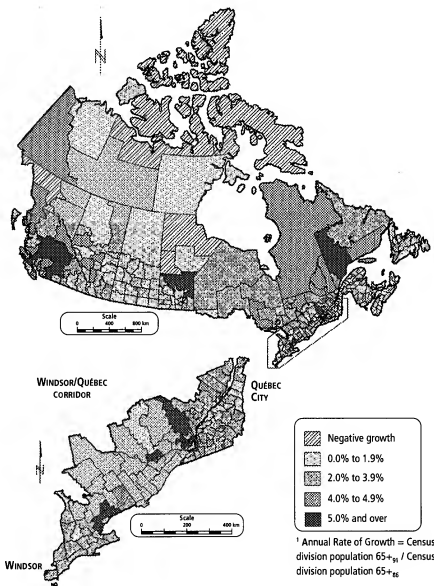 N
Scale
0 400 800 km
WINDSOR/QUÉBEC
CORRIDOR
QUÉBEC
CITY
N
Scale
0 200 400 km
WINDSOR
Negative growth
0.0% to 1.9%
2.0% to 3.9%
4.0% to 4.9%
5.0% and over
¹ Annual Rate of Growth = Census
division population 65+₉₁ / Census
division population 65+₈₆